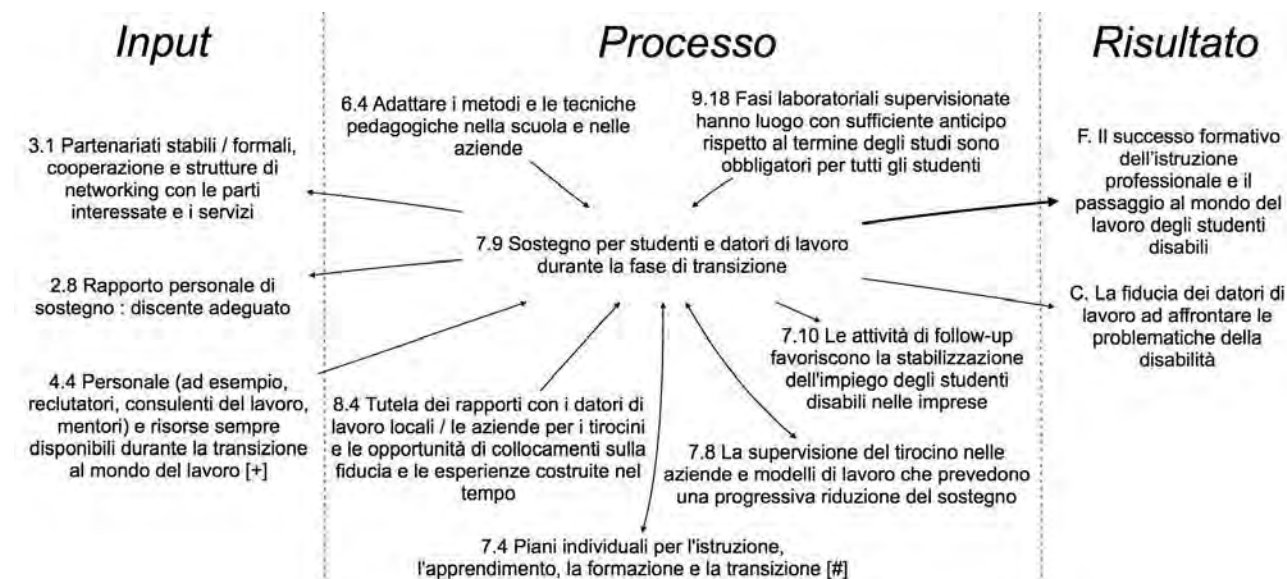 Input
Processo
Risultato
3.1 Partenariati stabili / formali,
cooperazione e strutture di
networking con le parti
interessate e i servizi
2.8 Rapporto personale di
sostegno : discente adeguato
4.4 Personale (ad esempio,
reclutatori, consulenti del lavoro,
mentori) e risorse sempre
disponibili durante la transizione
al mondo del lavoro [+]
6.4 Adattare i metodi e le tecniche
pedagogiche nella scuola e nelle
aziende
9.18 Fasi laboratoriali supervisionate
hanno luogo con sufficiente anticipo
rispetto al termine degli studi sono
obbligatori per tutti gli studenti
7.9 Sostegno per studenti e datori di lavoro
durante la fase di transizione
7.10 Le attività di follow-up
favoriscono la stabilizzazione
dell'impiego degli studenti
disabili nelle imprese
8.4 Tutela dei rapporti con i datori di
lavoro locali / le aziende per i tirocini
e le opportunità di collocamenti sulla
fiducia e le esperienze costruite nel
tempo
7.8 La supervisione del tirocinio nelle
aziende e modelli di lavoro che prevedono
una progressiva riduzione del sostegno
7.4 Piani individuali per l'istruzione,
l'apprendimento, la formazione e la transizione [#]
F. Il successo formativo
dell'istruzione
professionale e il
passaggio al mondo del
lavoro degli studenti
disabili
C. La fiducia dei datori di
lavoro ad affrontare le
problematiche della
disabilità